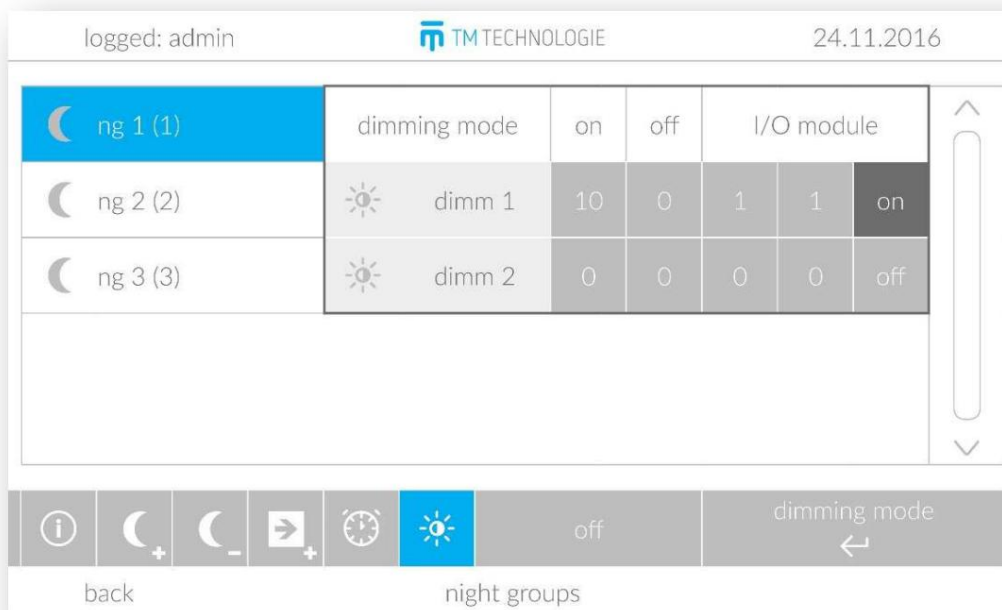 logged: admin
TM TECHNOLOGIE
24.11.2016
ng 1 (1)
dimming mode on off I/O module
ng 2 (2)
dimm 1 10 0 1 1 on
ng 3 (3)
dimm 2 0 0 0 0 off
off
dimming mode
back
night groups